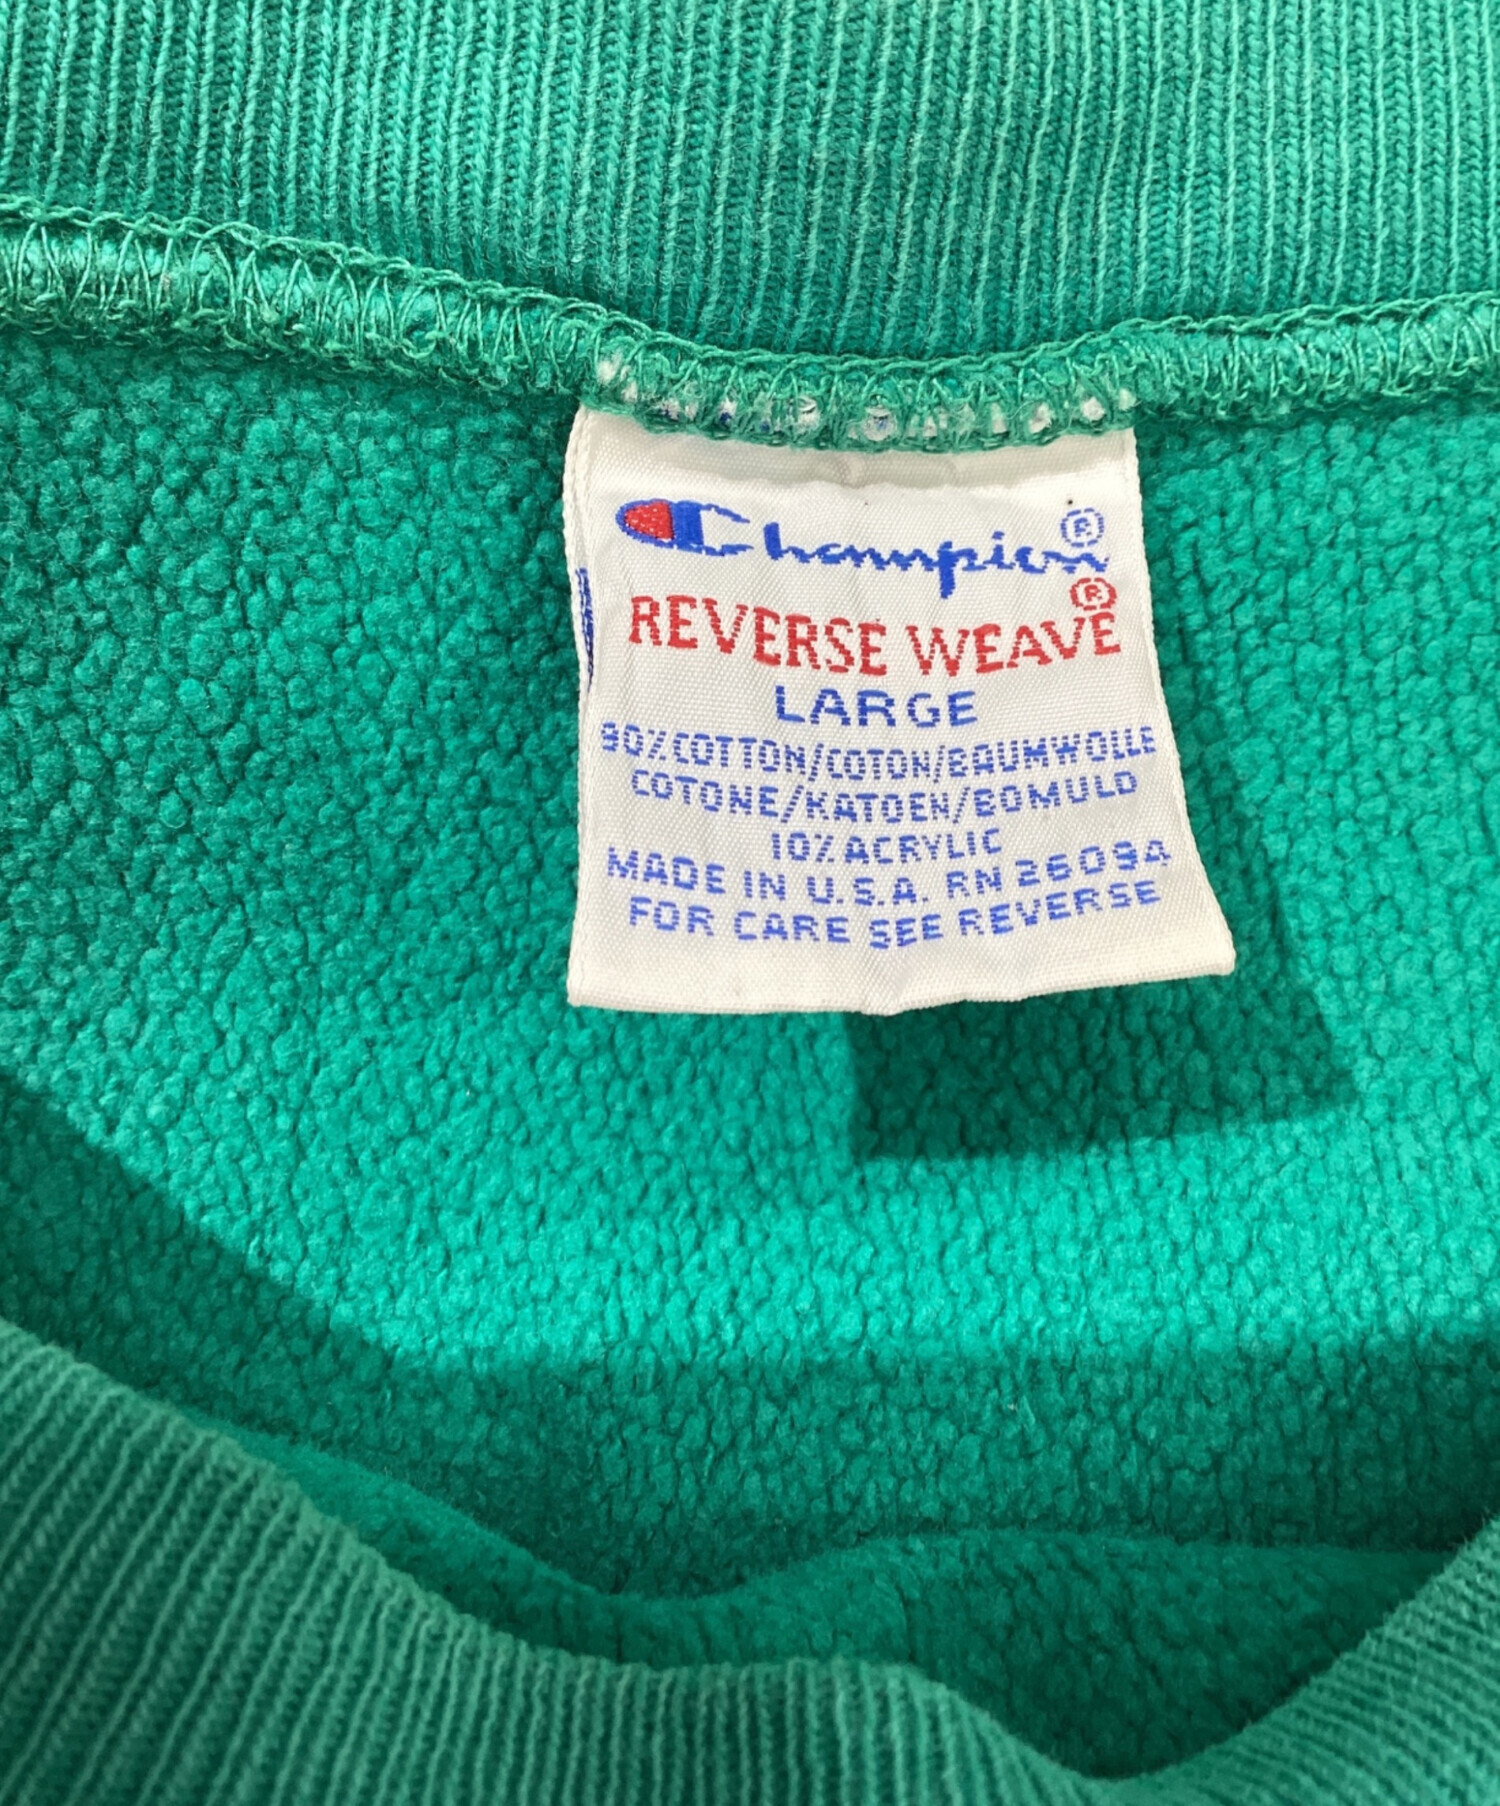 Champion®
REVERSE WEAVE®
LARGE
90% COTTON/COTON/BAUMWOLLE
COTONE/KATOEN/BOMULD
10% ACRYLIC
MADE IN U.S.A. RN 26094
FOR CARE SEE REVERSE